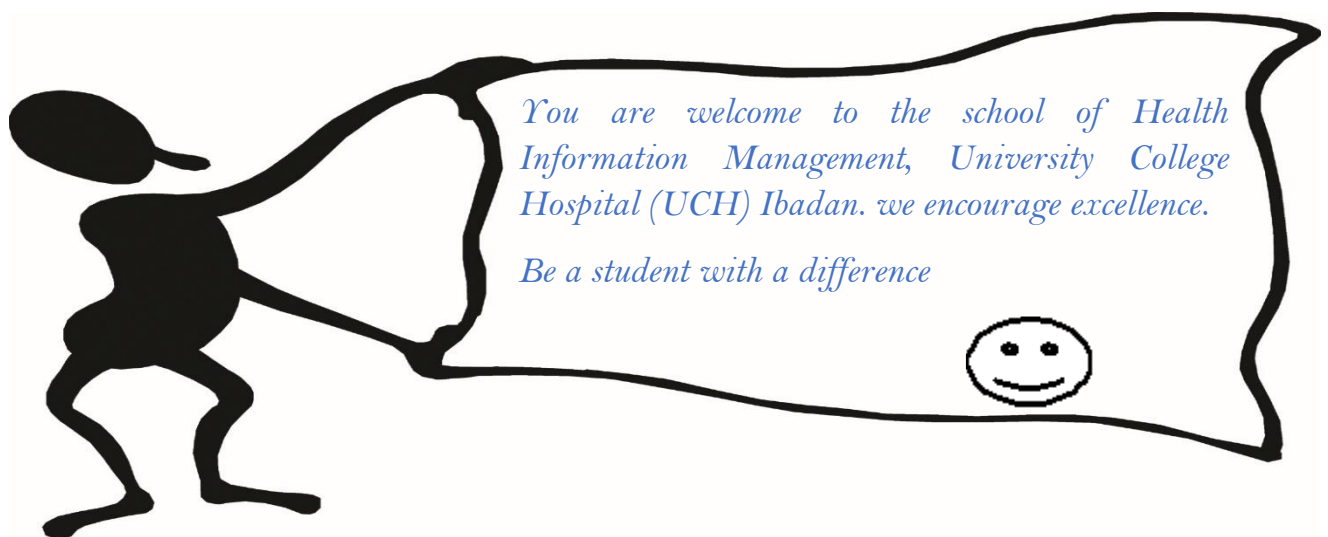 You are welcome to the school of Health
Information Management, University College
Hospital (UCH) Ibadan. we encourage excellence.
Be a student with a difference